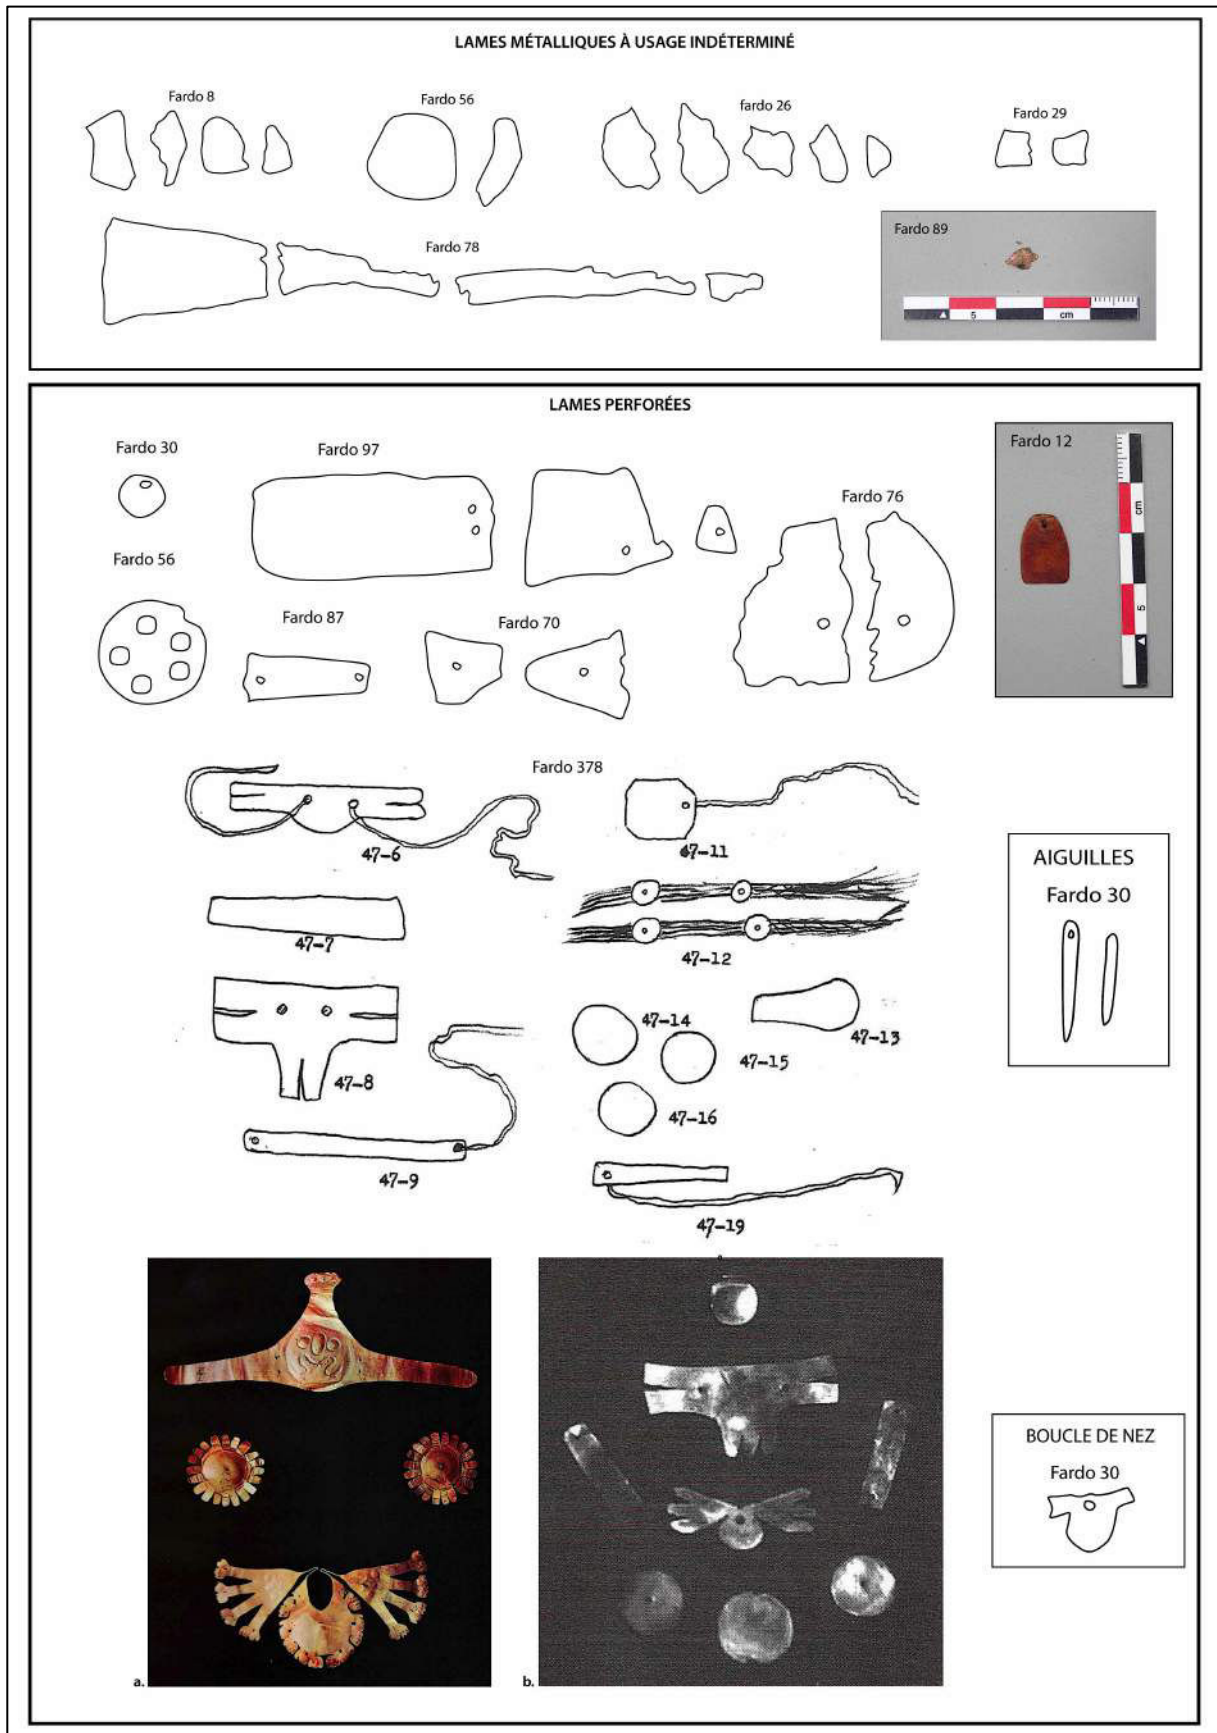 LAMES MÉTALLIQUES À USAGE INDÉTERMINÉ
Fardo 8
Fardo 56
fardo 26
Fardo 29
Fardo 78
Fardo 89
5 cm
LAMES PERFORÉES
Fardo 30
Fardo 97
Fardo 76
Fardo 12
cm
5
Fardo 56
Fardo 87
Fardo 70
Fardo 378
47-6
47-11
47-7
47-12
47-8
47-14
47-13
47-15
47-16
47-9
47-19
AIGUILLES
Fardo 30
BOUCLE DE NEZ
Fardo 30
a.
b.